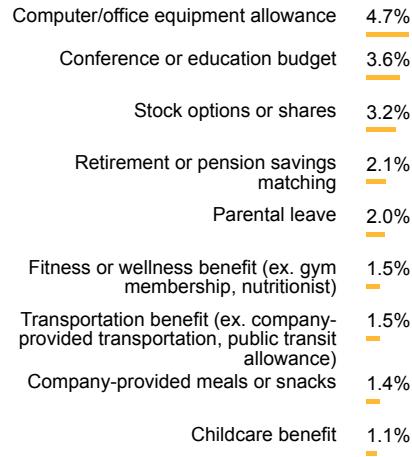 Computer/office equipment allowance 4.7%
Conference or education budget 3.6%
Stock options or shares 3.2%
Retirement or pension savings 2.1%
matching
Parental leave 2.0%
Fitness or wellness benefit (ex. gym 1.5%
membership, nutritionist)
Transportation benefit (ex. company- 1.5%
provided transportation, public transit
allowance)
Company-provided meals or snacks 1.4%
Childcare benefit 1.1%